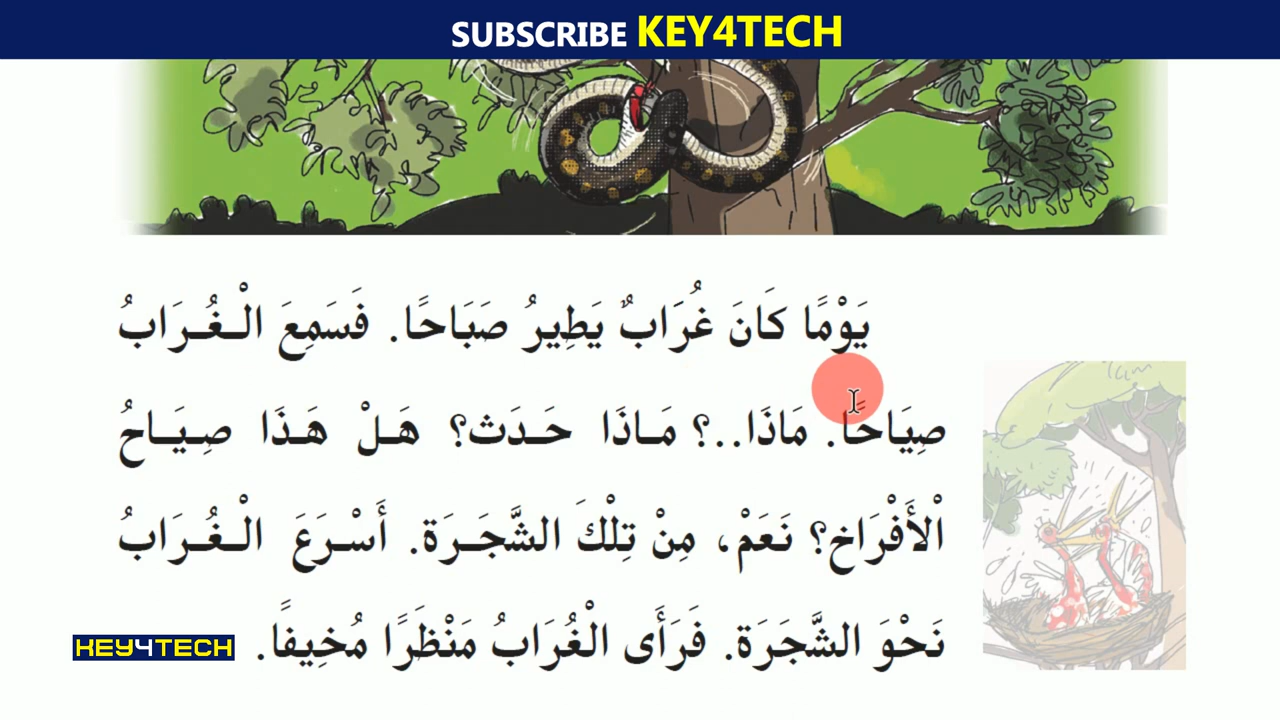 SUBSCRIBE KEY4TECH
يَوْمًا كَانَ غُرَابٌ يَطِيرُ صَبَاحًا. فَسَمِعَ الْغُرَابُ
صِيَاحًا. مَاذَا..؟ مَاذَا حَدَث؟ هَلْ هَذَا صِيَاحُ
الْأَفْرَاخ؟ نَعَمْ، مِنْ تِلْكَ الشَّجَرَة. أَسْرَعَ الْغُرَابُ
نَحْوَ الشَّجَرَة. فَرَأَى الْغُرَابُ مَنْظَرًا مُخِيفًا.
KEY4TECH